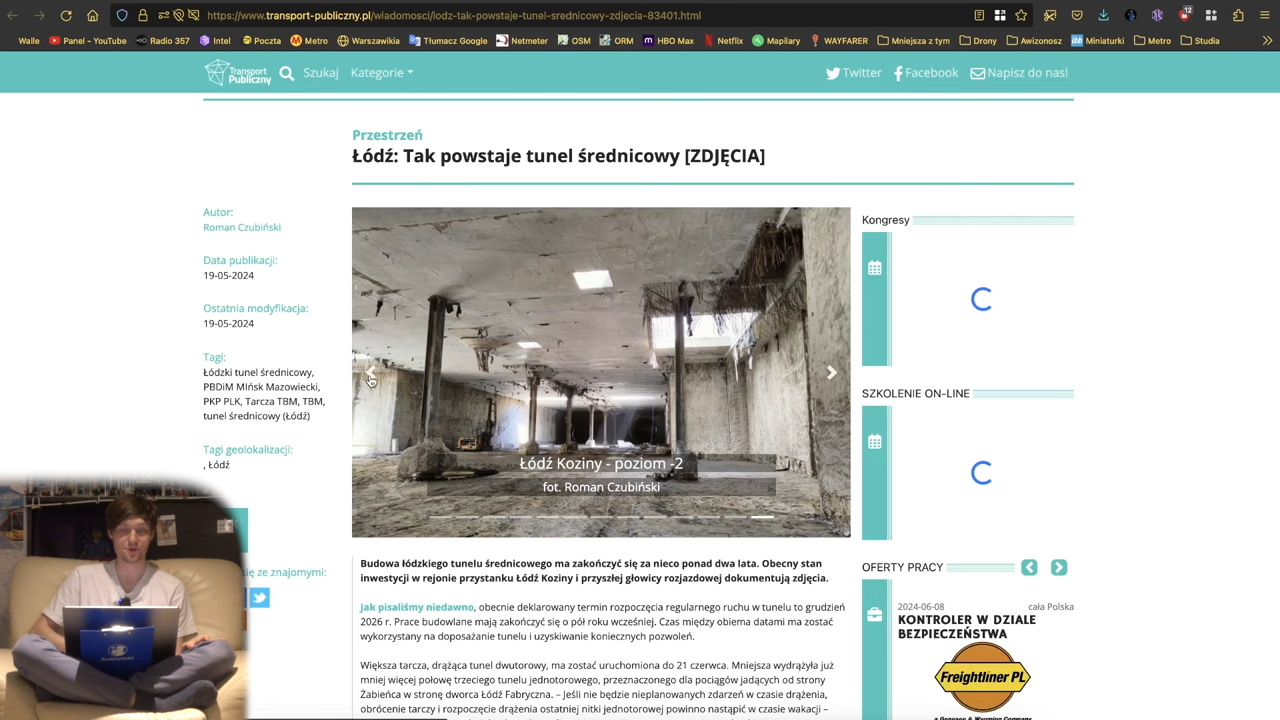 https://www.transport-publiczny.pl/wiadomosci/lodz-tak-powstaje-tunel-srednicowy-zdjecia-83401.html
12
Walle
Panel - YouTube
Radio 357
Intel
Poczta
Metro
Warszawikia
Tłumacz Google
Netmeter
OSM
ORM
HBO Max
Netflix
Mapilary
WAYFARER
Mniejsza z tym
Drony
Awizonosz
ibb Miniaturki
Metro
Studia
Transport Publiczny
Szukaj
Kategorie
Twitter
Facebook
Napisz do nas!
Przestrzeń
Łódź: Tak powstaje tunel średnicowy [ZDJĘCIA]
Autor:
Roman Czubiński
Data publikacji:
19-05-2024
Ostatnia modyfikacja:
19-05-2024
Tagi:
Łódzki tunel średnicowy,
PBDiM MIńsk Mazowiecki,
PKP PLK, Tarcza TBM, TBM,
tunel średnicowy (Łódź)
Tagi geolokalizacji:
, Łódź
się ze znajomymi:
Łódź Koziny - poziom -2
fot. Roman Czubiński
Budowa łódzkiego tunelu średnicowego ma zakończyć się za nieco ponad dwa lata. Obecny stan
inwestycji w rejonie przystanku Łódź Koziny i przyszłej głowicy rozjazdowej dokumentują zdjęcia.
Jak pisaliśmy niedawno, obecnie deklarowany termin rozpoczęcia regularnego ruchu w tunelu to grudzień
2026 r. Prace budowlane mają zakończyć się o pół roku wcześniej. Czas między obiema datami ma zostać
wykorzystany na doposażanie tunelu i uzyskiwanie koniecznych pozwoleń.
Większa tarcza, drążąca tunel dwutorowy, ma zostać uruchomiona do 21 czerwca. Mniejsza wydrążyła już
mniej więcej połowę trzeciego tunelu jednotorowego, przeznaczonego dla pociągów jadących od strony
Żabieńca w stronę dworca Łódź Fabryczna. – Jeśli nie będzie nieplanowanych zdarzeń w czasie drążenia,
obrócenie tarczy i rozpoczęcie drążenia ostatniej nitki jednotorowej powinno nastąpić w czasie wakacji –
Kongresy
SZKOLENIE ON-LINE
OFERTY PRACY
2024-06-08
cała Polska
KONTROLER W DZIALE
BEZPIECZEŃSTWA
Freightliner PL
a Genesee & Wyoming Company